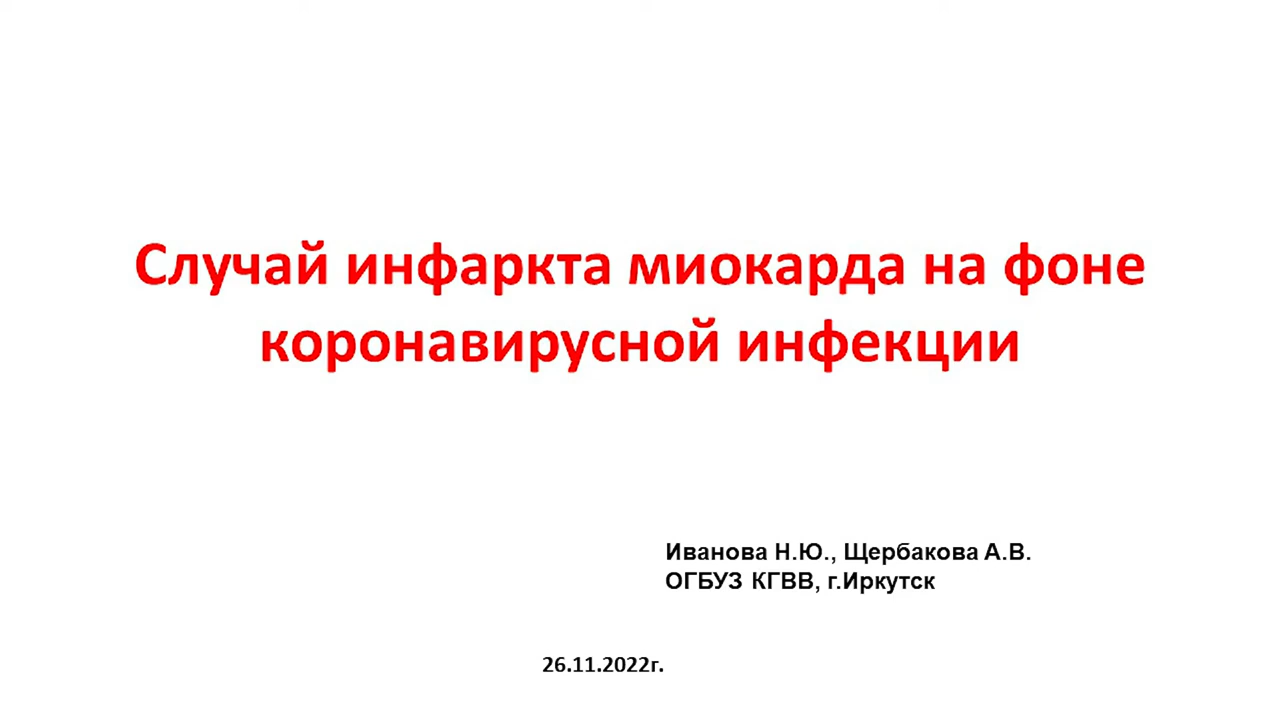 Случай инфаркта миокарда на фоне
коронавирусной инфекции
Иванова Н.Ю., Щербакова А.В.
ОГБУЗ КГВВ, г.Иркутск
26.11.2022г.